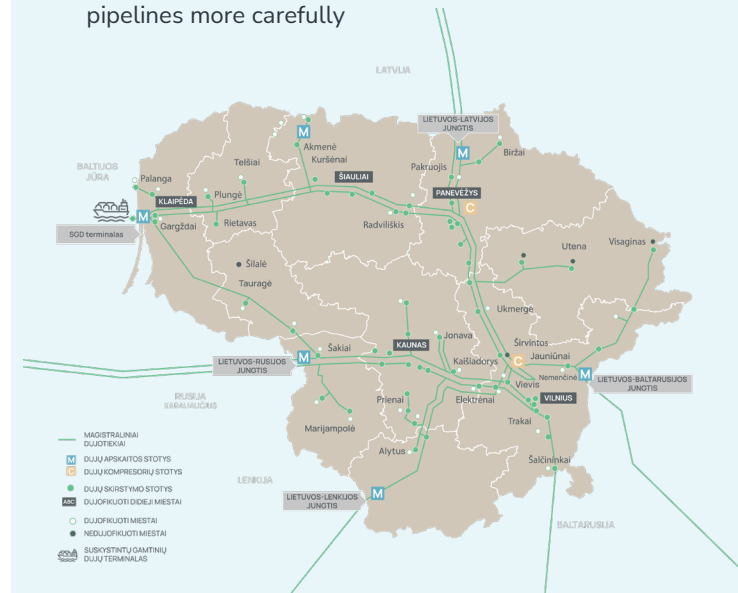 pipelines more carefully
LATVIJA
LIETUVOS-LATVIJOS
JUNGTIS
M
M
Akmenė
Kuršėnai
Biržai
Pakruojis
BALTIJOS
JŪRA
Palanga
Telšiai
ŠIAULIAI
Plungė
PANEVĖŽYS
KLAIPĖDA
C
M
Gargždai
Rietavas
Radviliškis
SGD terminalas
Utena
Visaginas
Šilalė
Tauragė
Ukmergė
Jonava
Širvintos
KAUNAS
Šakiai
Jauniūnai
M
C
Kaišiadorys
LIETUVOS-RUSIJOS
JUNGTIS
Nemenčinė
M
LIETUVOS-BALTARUSIJOS
JUNGTIS
Vievis
Elektrėnai
VILNIUS
Prienai
RUSIJA
KARALIAUČIUS
Trakai
Marijampolė
Alytus
Šalčininkai
LENKIJA
M
LIETUVOS-LENKIJOS
JUNGTIS
BALTARUSIJA
MAGISTRALINIAI
DUJOTIEKIAI
M DUJŲ APSKAITOS STOTYS
C DUJŲ KOMPRESORIŲ STOTYS
DUJŲ SKIRSTYMO STOTYS
ABC DUJOFIKUOTI DIDIEJI MIESTAI
DUJOFIKUOTI MIESTAI
NEDUJOFIKUOTI MIESTAI
SUSKYSTINTŲ GAMTINIŲ
DUJŲ TERMINALAS